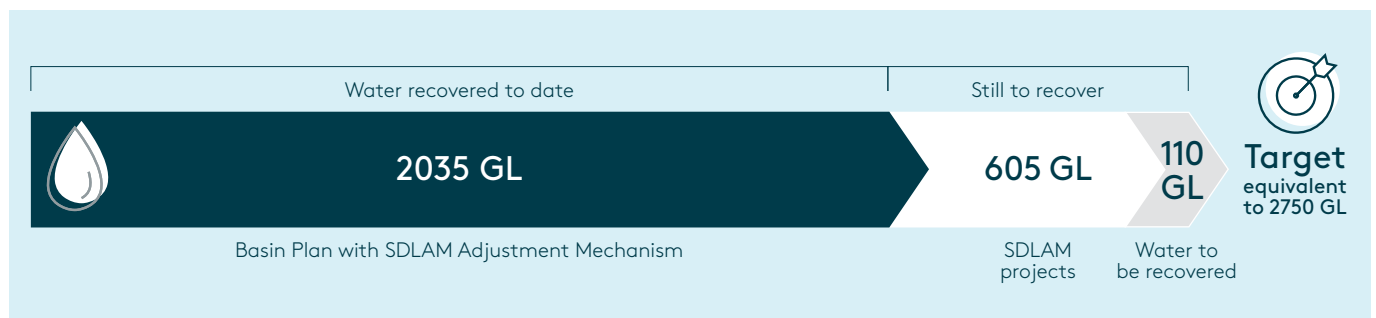 Water recovered to date
Still to recover
2035 GL
605 GL
110
GL
Target
equivalent
to 2750 GL
Basin Plan with SDLAM Adjustment Mechanism
SDLAM
projects
Water to
be recovered